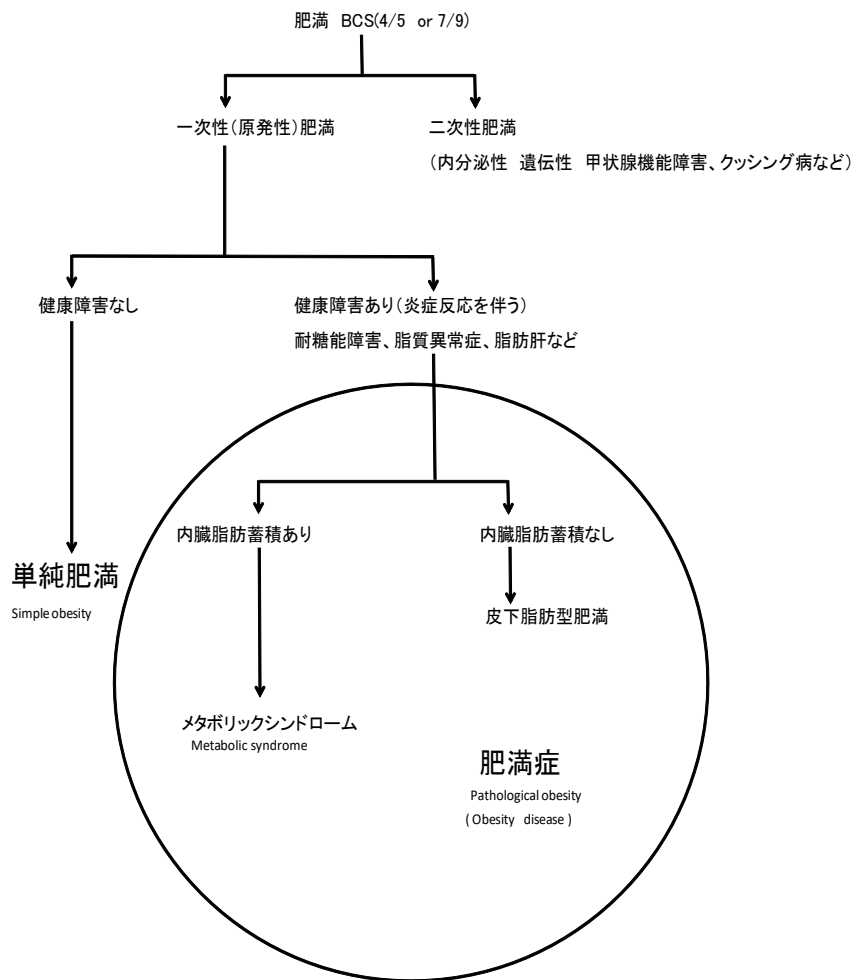 肥満 BCS(4/5 or 7/9)
一次性(原発性)肥満
二次性肥満
(内分泌性 遺伝性 甲状腺機能障害、クッシング病など)
健康障害なし
健康障害あり(炎症反応を伴う)
耐糖能障害、脂質異常症、脂肪肝など
内臓脂肪蓄積あり
内臓脂肪蓄積なし
単純肥満
Simple obesity
皮下脂肪型肥満
メタボリックシンドローム
Metabolic syndrome
肥満症
Pathological obesity
( Obesity disease )